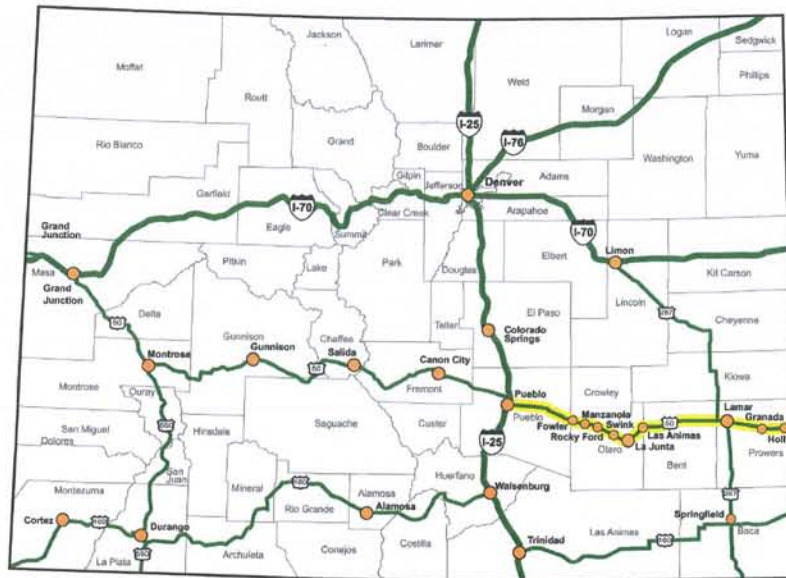 Jackson
Larimer
Logan
Sedgwick
Moffat
Routt
Weld
Phillips
Morgan
I-25
I-76
Rio Blanco
Grand
Boulder
Washington
Yuma
Gilpin
Jefferson
Denver
Adams
Garfield
I-70
Clear Creek
Arapahoe
Eagle
Summit
I-70
Grand
Junction
Pitkin
Lake
Park
Douglas
Elbert
Limon
Kit Carson
Mesa
Grand
Junction
Lincoln
Delta
50
Teller
El Paso
287
Cheyenne
Gunnison
Chaffee
Colorado
Springs
Montrose
Gunnison
50
Salida
Canon City
Kiowa
Fremont
Pueblo
Crowley
Montrose
Ouray
Pueblo
Manzanola
Lamar
Fowler
Swink
50
Granada
Holly
Saguache
Custer
Rocky Ford
Las Animas
San Miguel
Hinsdale
I-25
Otero
La Junta
Prowers
Dolores
Bent
San
Juan
Huerfano
Mineral
160
Alamosa
Walsenburg
Montezuma
Rio Grande
Alamosa
287
Cortez
160
Durango
Springfield
Costilla
Trinidad
Las Animas
160
Baca
La Plata
Archuleta
Conejos